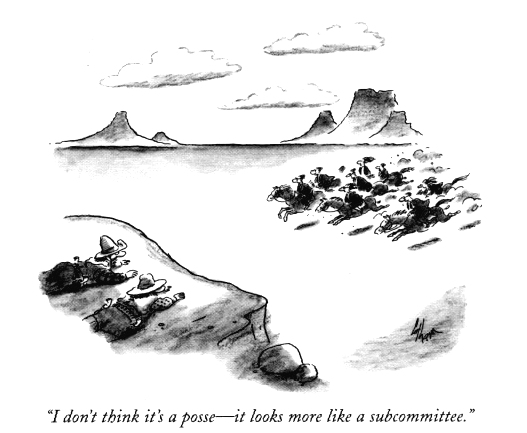 “I don’t think it’s a posse—it looks more like a subcommittee.”